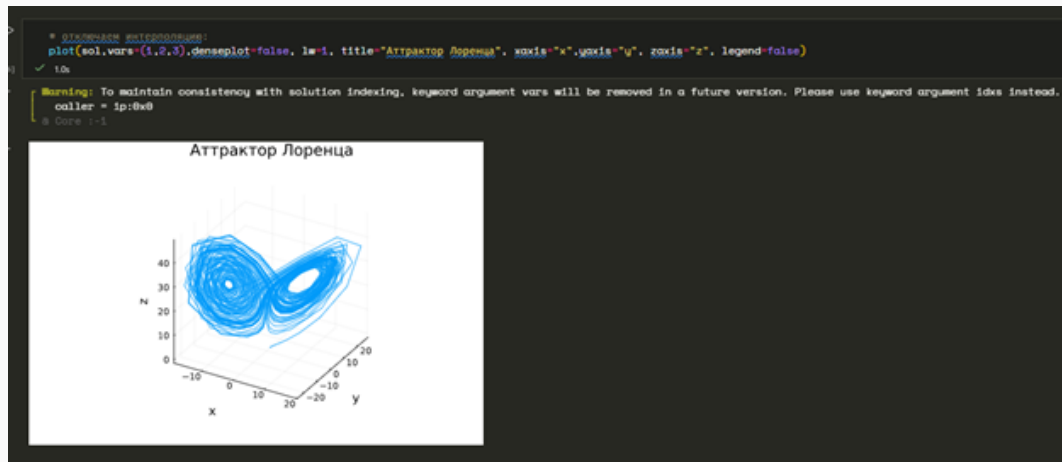 # отключаем интерполяцию:
plot(sol,vars=(1,2,3),denseplot=false, lw=1, title="Аттрактор Лоренца", xaxis="x",yaxis="y", zaxis="z", legend=false)
✓ 1.0s
Warning: To maintain consistency with solution indexing, keyword argument vars will be removed in a future version. Please use keyword argument idxs instead.
caller = ip:0x0
@ Core :-1
Аттрактор Лоренца
z
40
30
20
10
0
−10
0
10
20
x
−20
−10
0
10
20
y